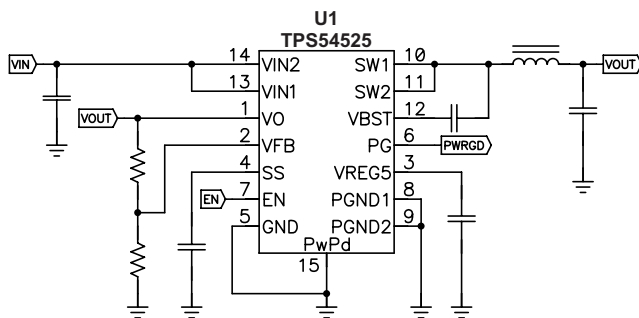 U1
TPS54525
VIN 14 VIN2 SW1 10 VOUT
13 VIN1 SW2 11
VOUT 1 VO VBST 12
2 VFB PG 6 PWRGD
4 SS VREG5 3
EN 7 EN PGND1 8
5 GND PGND2 9
PwPd
15